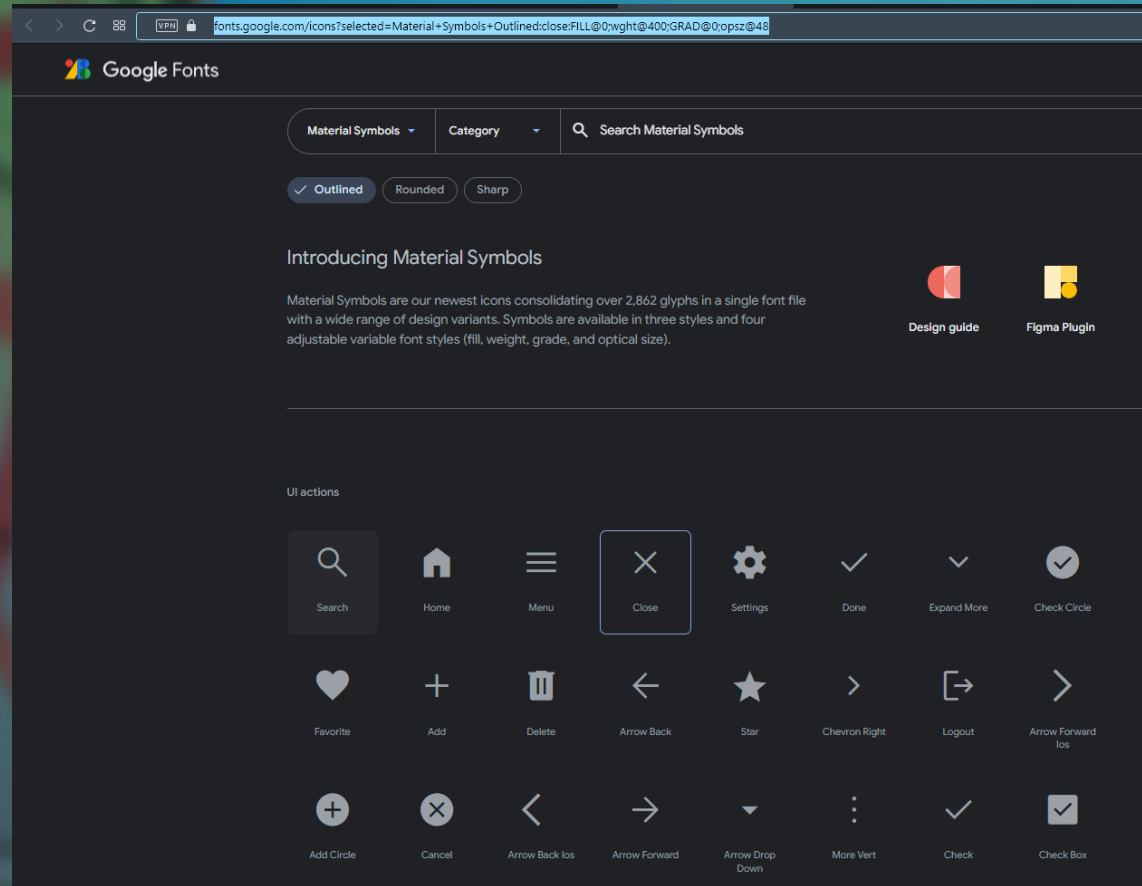 VPN
fonts.google.com/icons?selected=Material+Symbols+Outlined:close:FILL@0;wght@400;GRAD@0;opsz@48
Google Fonts
Material Symbols
Category
Search Material Symbols
Outlined
Rounded
Sharp
Introducing Material Symbols
Material Symbols are our newest icons consolidating over 2,862 glyphs in a single font file
with a wide range of design variants. Symbols are available in three styles and four
adjustable variable font styles (fill, weight, grade, and optical size).
Design guide
Figma Plugin
UI actions
Search
Home
Menu
Close
Settings
Done
Expand More
Check Circle
Favorite
Add
Delete
Arrow Back
Star
Chevron Right
Logout
Arrow Forward
Ios
Add Circle
Cancel
Arrow Back Ios
Arrow Forward
Arrow Drop
Down
More Vert
Check
Check Box